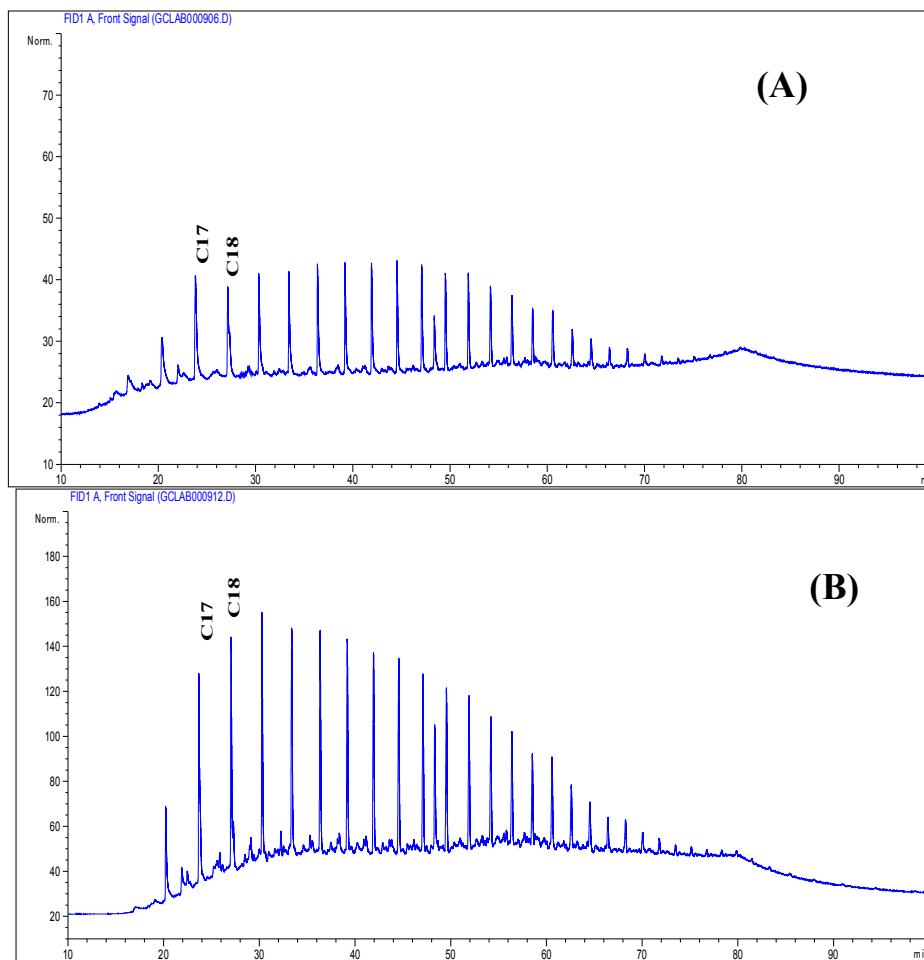 FID1 A, Front Signal (GCLAB000906.D)
Norm.
(A)
70
60
50
40
30
20
10
C17
C18
10 20 30 40 50 60 70 80 90 m
FID1 A, Front Signal (GCLAB000912.D)
Norm.
(B)
180
160
140
120
100
80
60
40
20
C17
C18
10 20 30 40 50 60 70 80 mi